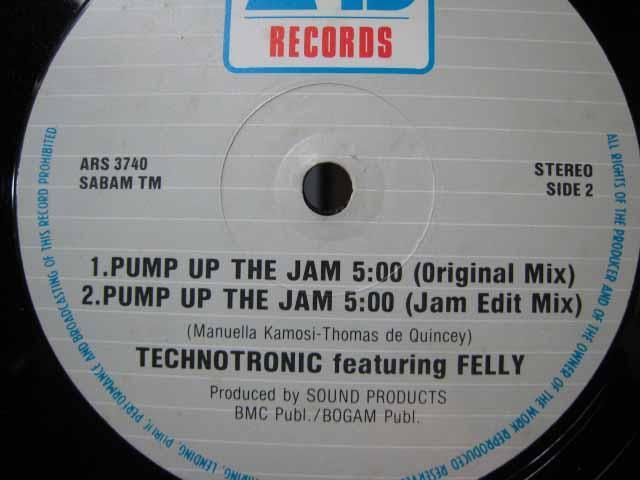 RECORDS
ARS 3740
SABAM TM
STEREO
SIDE 2
1.PUMP UP THE JAM 5:00 (Original Mix)
2.PUMP UP THE JAM 5:00 (Jam Edit Mix)
(Manuella Kamosi-Thomas de Quincey)
TECHNOTRONIC featuring FELLY
Produced by SOUND PRODUCTS
BMC Publ./BOGAM Publ.
ALL RIGHTS OF THE PRODUCER AND OF THE OWNER OF THE WORK REPRODUCED RESERVED
LENDING, PUBLIC PERFORMANCE AND BROADCASTING OF THIS RECORD PROHIBITED